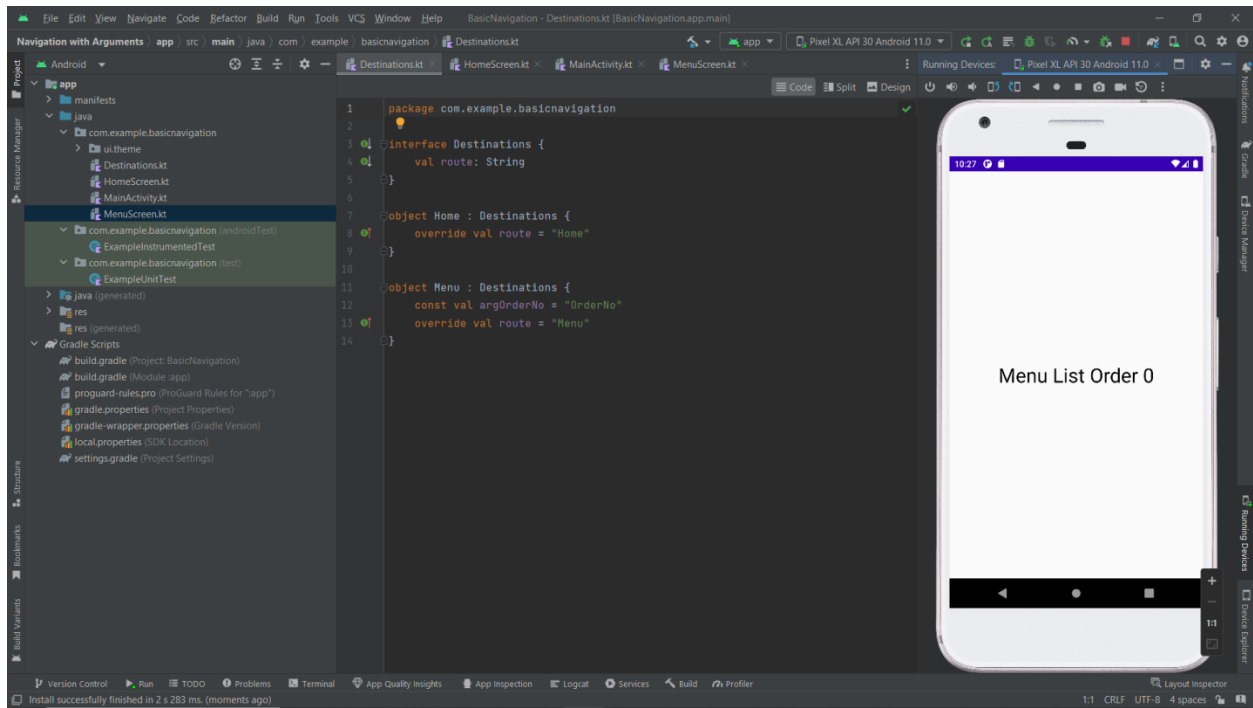 File Edit View Navigate Code Refactor Build Run Tools VCS Window Help BasicNavigation - Destinations.kt [BasicNavigation.app.main]
Navigation with Arguments app src main java com example basicnavigation Destinations.kt app Pixel XL API 30 Android 11.0
Android Destinations.kt HomeScreen.kt MainActivity.kt MenuScreen.kt Running Devices: Pixel XL API 30 Android 11.0
Code Split Design
Project
Resource Manager
Structure
Bookmarks
Build Variants
app
manifests
java
com.example.basicnavigation
ui.theme
Destinations.kt
HomeScreen.kt
MainActivity.kt
MenuScreen.kt
com.example.basicnavigation (androidTest)
ExampleInstrumentedTest
com.example.basicnavigation (test)
ExampleUnitTest
java (generated)
res
res (generated)
Gradle Scripts
build.gradle (Project: BasicNavigation)
build.gradle (Module :app)
proguard-rules.pro (ProGuard Rules for ":app")
gradle.properties (Project Properties)
gradle-wrapper.properties (Gradle Version)
local.properties (SDK Location)
settings.gradle (Project Settings)
1 package com.example.basicnavigation
2
3 interface Destinations {
4 val route: String
5 }
6
7 object Home : Destinations {
8 override val route = "Home"
9 }
10
11 object Menu : Destinations {
12 const val argOrderNo = "OrderNo"
13 override val route = "Menu"
14 }
10:27
Menu List Order 0
1:1
Notifications
Gradle
Device Manager
Running Devices
Device Explorer
Version Control Run TODO Problems Terminal App Quality Insights App Inspection Logcat Services Build Profiler Layout Inspector
Install successfully finished in 2 s 283 ms. (moments ago) 1:1 CRLF UTF-8 4 spaces